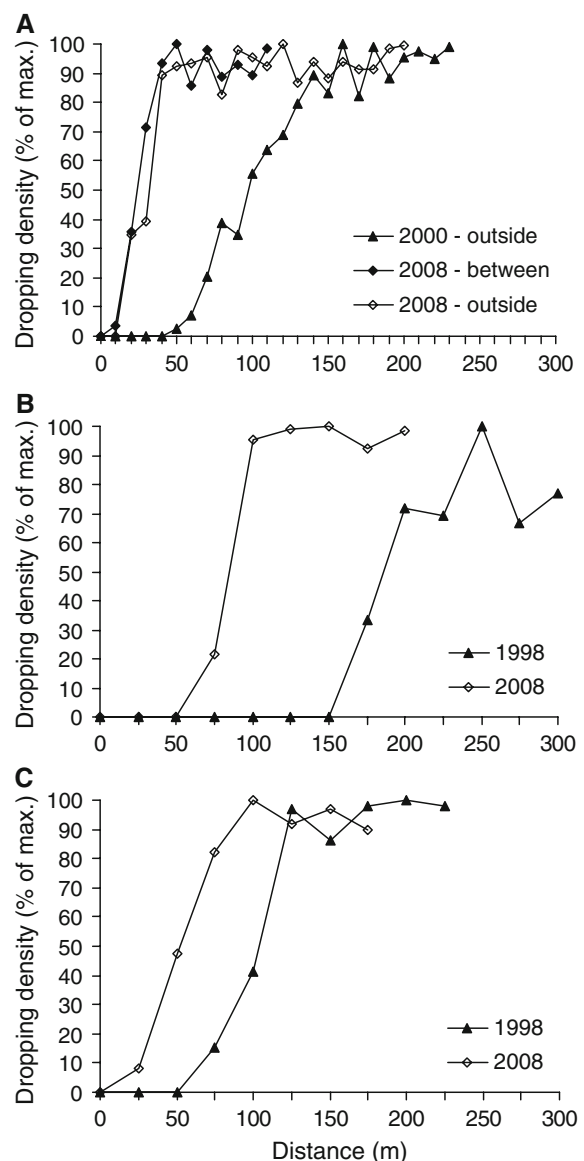 A
Dropping density (% of max.)
100
90
80
70
60
50
40
30
20
10
0
2000 - outside
2008 - between
2008 - outside
0 50 100 150 200 250 300
B
Dropping density (% of max.)
100
90
80
70
60
50
40
30
20
10
0
1998
2008
0 50 100 150 200 250 300
C
Dropping density (% of max.)
100
90
80
70
60
50
40
30
20
10
0
1998
2008
0 50 100 150 200 250 300
Distance (m)